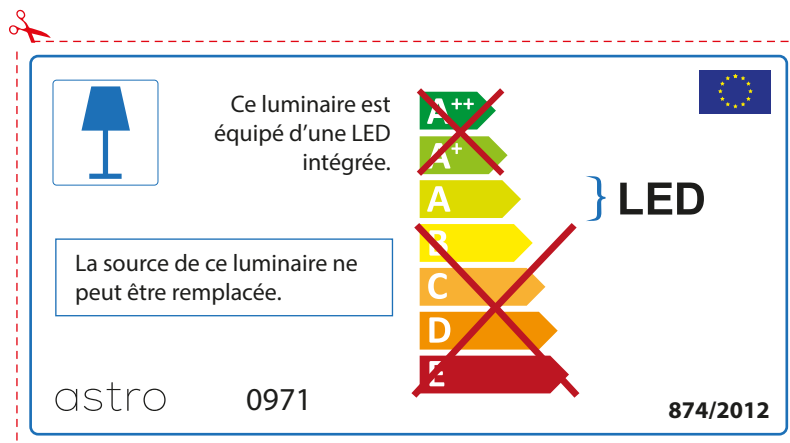 Ce luminaire est
équipé d'une LED
intégrée.
A++
A+
A
B
C
D
E
LED
La source de ce luminaire ne
peut être remplacée.
astro
0971
874/2012